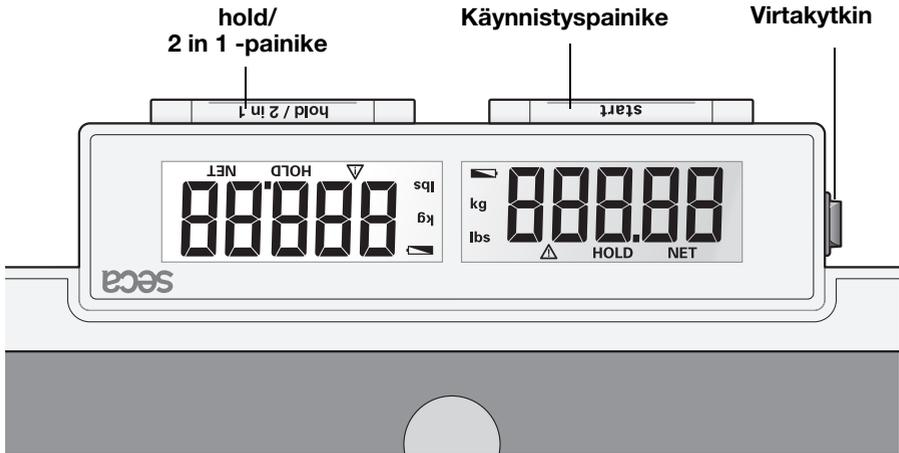 hold/
2 in 1 -painike
Käynnistyspainike
Virtakytkin
hold / 2 in 1
start
NET
HOLD
lbs
kg
88.888
kg
lbs
888.88
HOLD
NET
seca